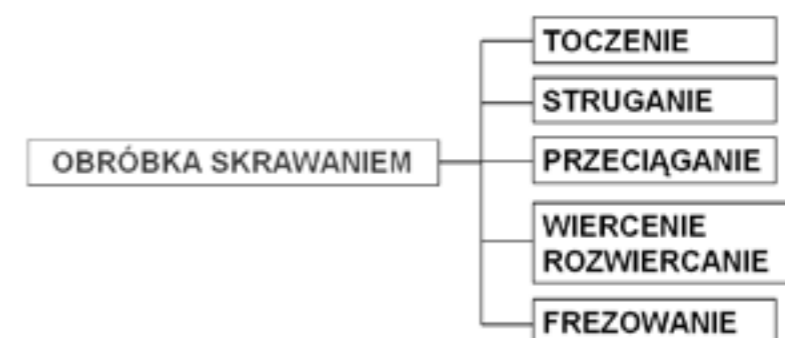 TOCZENIE
STRUGANIE
OBRÓBKA SKRAWANIEM
PRZECIĄGANIE
WIERCENIE
ROZWIERCANIE
FREZOWANIE